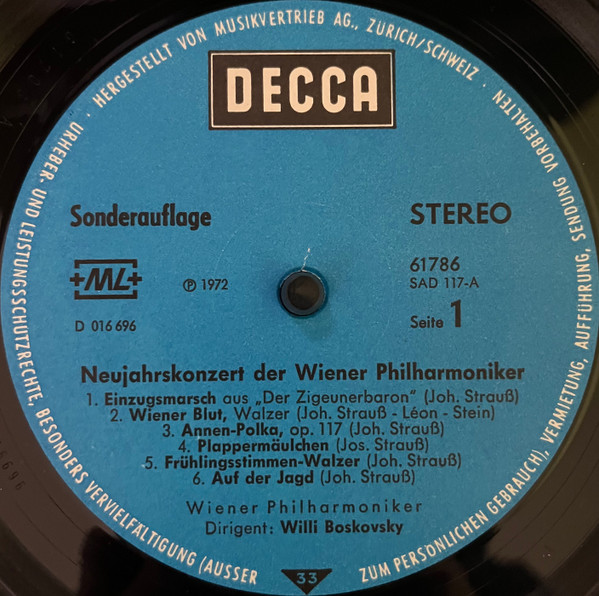 · HERGESTELLT VON MUSIKVERTRIEB AG., ZÜRICH/SCHWEIZ ·
URHEBER- UND LEISTUNGSSCHUTZRECHTE, BESONDERS VERVIELFÄLTIGUNG (AUSSER ZUM PERSÖNLICHEN GEBRAUCH), VERMIETUNG, AUFFÜHRUNG, SENDUNG VORBEHALTEN
DECCA
Sonderauflage
STEREO
+ML+
℗ 1972
61786
SAD 117-A
D 016 696
Seite 1
Neujahrskonzert der Wiener Philharmoniker
1. Einzugsmarsch aus „Der Zigeunerbaron" (Joh. Strauß)
2. Wiener Blut, Walzer (Joh. Strauß - Léon - Stein)
3. Annen-Polka, op. 117 (Joh. Strauß)
4. Plappermäulchen (Jos. Strauß)
5. Frühlingsstimmen-Walzer (Joh. Strauß)
6. Auf der Jagd (Joh. Strauß)
Wiener Philharmoniker
Dirigent: Willi Boskovsky
33